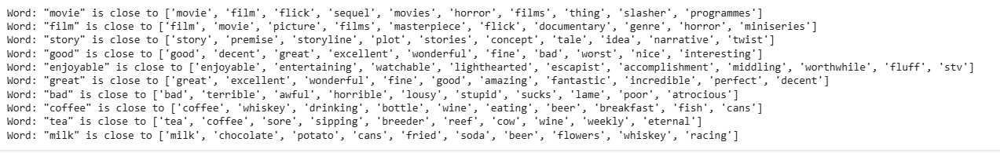 Word: "movie" is close to ['movie', 'film', 'flick', 'sequel', 'movies', 'horror', 'films', 'thing', 'slasher', 'programmes']
Word: "film" is close to ['film', 'movie', 'picture', 'films', 'masterpiece', 'flick', 'documentary', 'genre', 'horror', 'miniseries']
Word: "story" is close to ['story', 'premise', 'storyline', 'plot', 'stories', 'concept', 'tale', 'idea', 'narrative', 'twist']
Word: "good" is close to ['good', 'decent', 'great', 'excellent', 'wonderful', 'fine', 'bad', 'worst', 'nice', 'interesting']
Word: "enjoyable" is close to ['enjoyable', 'entertaining', 'watchable', 'lighthearted', 'escapist', 'accomplishment', 'middling', 'worthwhile', 'fluff', 'stv']
Word: "great" is close to ['great', 'excellent', 'wonderful', 'fine', 'good', 'amazing', 'fantastic', 'incredible', 'perfect', 'decent']
Word: "bad" is close to ['bad', 'terrible', 'awful', 'horrible', 'lousy', 'stupid', 'sucks', 'lame', 'poor', 'atrocious']
Word: "coffee" is close to ['coffee', 'whiskey', 'drinking', 'bottle', 'wine', 'eating', 'beer', 'breakfast', 'fish', 'cans']
Word: "tea" is close to ['tea', 'coffee', 'sore', 'sipping', 'breeder', 'reef', 'cow', 'wine', 'weekly', 'eternal']
Word: "milk" is close to ['milk', 'chocolate', 'potato', 'cans', 'fried', 'soda', 'beer', 'flowers', 'whiskey', 'racing']